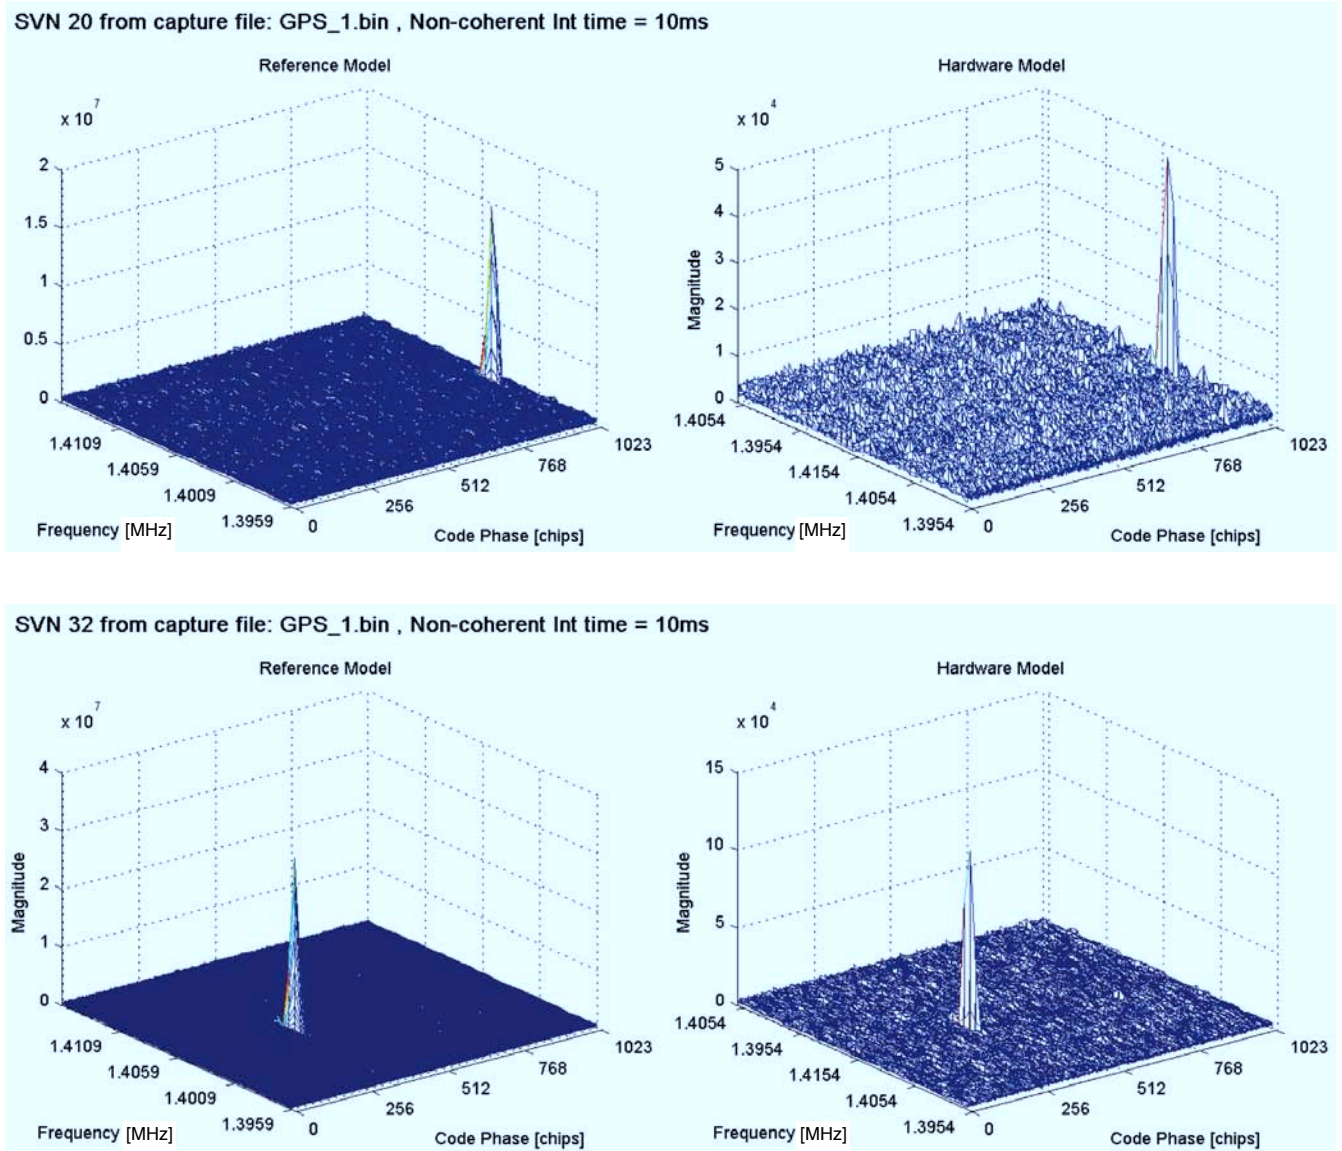 SVN 20 from capture file: GPS_1.bin , Non-coherent Int time = 10ms
Reference Model
x 10
7
2
1.5
1
0.5
0
1.4109
1.4059
1.4009
1.3959
0
256
512
768
1023
Frequency [MHz]
Code Phase [chips]
Hardware Model
x 10
4
Magnitude
5
4
3
2
1
0
1.4054
1.3954
1.4154
1.4054
1.3954
0
256
512
768
1023
Frequency [MHz]
Code Phase [chips]
SVN 32 from capture file: GPS_1.bin , Non-coherent Int time = 10ms
Reference Model
x 10
7
Magnitude
4
3
2
1
0
1.4109
1.4059
1.4009
1.3959
0
256
512
768
1023
Frequency [MHz]
Code Phase [chips]
Hardware Model
x 10
4
Magnitude
15
10
5
0
1.4054
1.3954
1.4154
1.4054
1.3954
0
256
512
768
1023
Frequency [MHz]
Code Phase [chips]